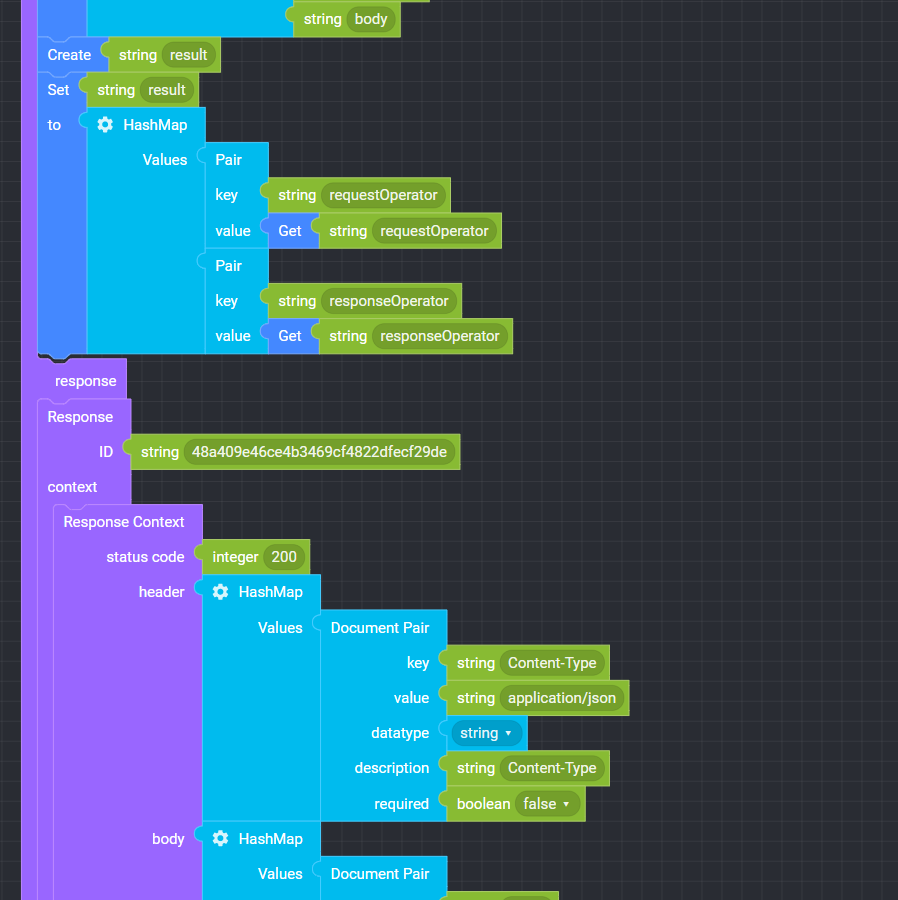 string body
Create string result
Set string result
to HashMap
Values Pair
key string requestOperator
value Get string requestOperator
Pair
key string responseOperator
value Get string responseOperator
response
Response
ID string 48a409e46ce4b3469cf4822dfecf29de
context
Response Context
status code integer 200
header HashMap
Values Document Pair
key string Content-Type
value string application/json
datatype string
description string Content-Type
required boolean false
body HashMap
Values Document Pair